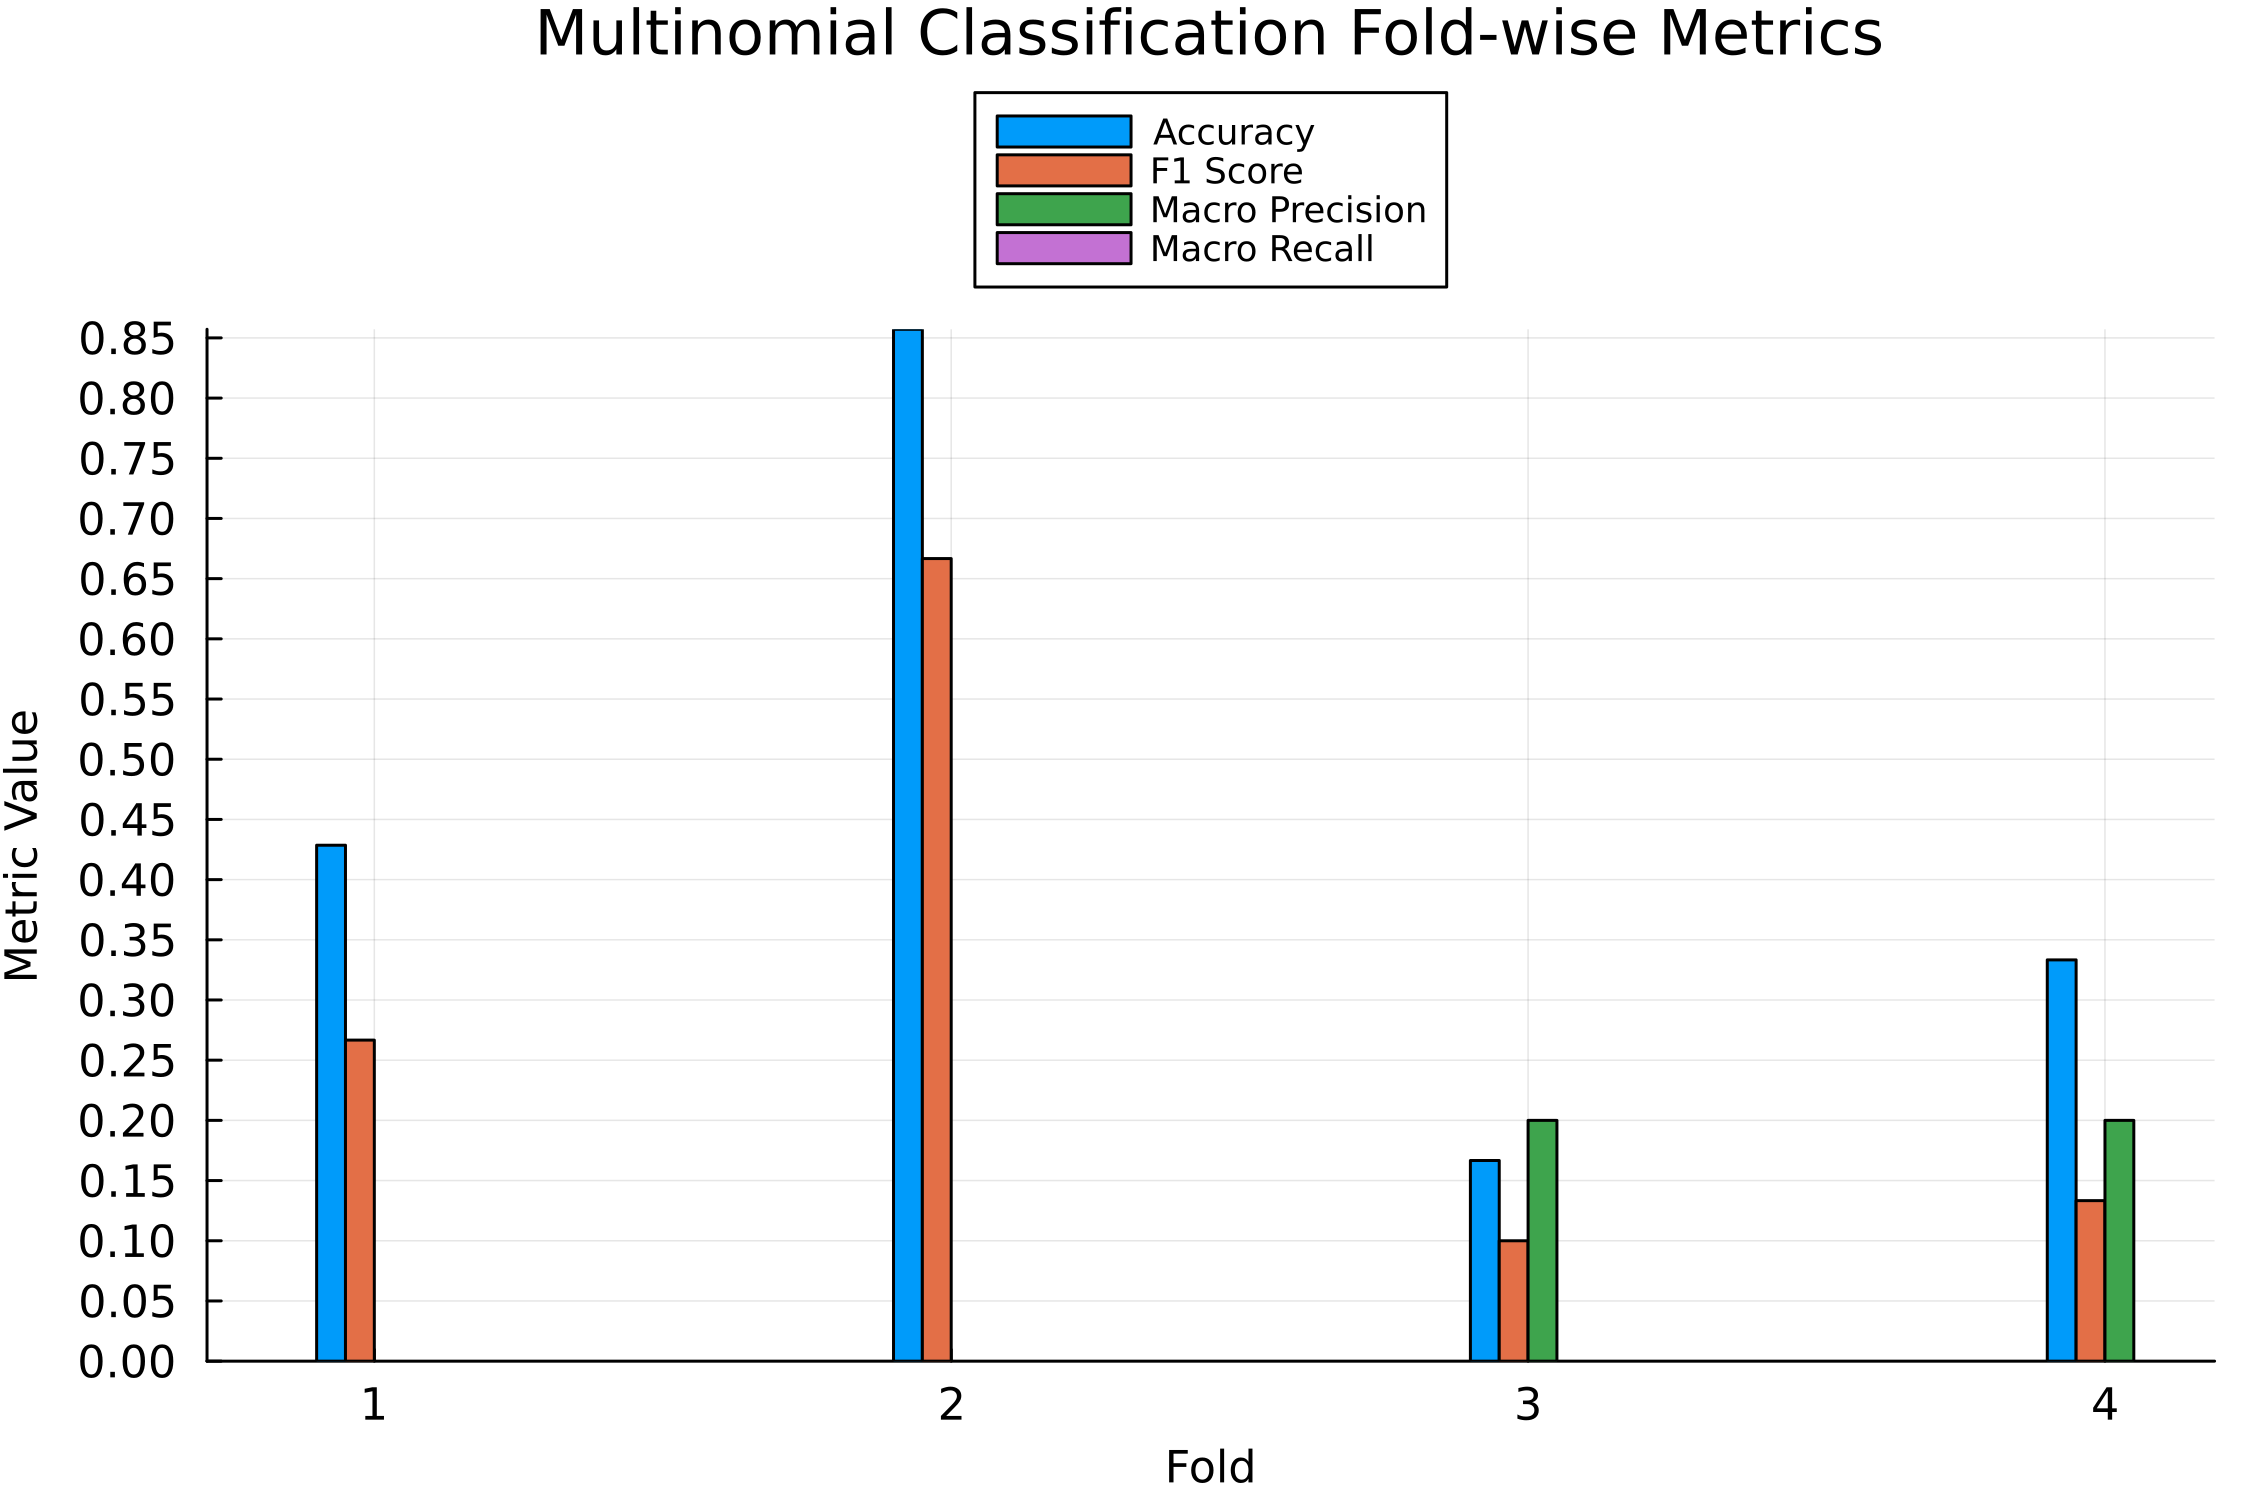 Multinomial Classification Fold-wise Metrics
Accuracy
F1 Score
Macro Precision
Macro Recall
0.85
0.80
0.75
0.70
0.65
0.60
0.55
0.50
0.45
0.40
0.35
0.30
0.25
0.20
0.15
0.10
0.05
0.00
Metric Value
1 2 3 4
Fold